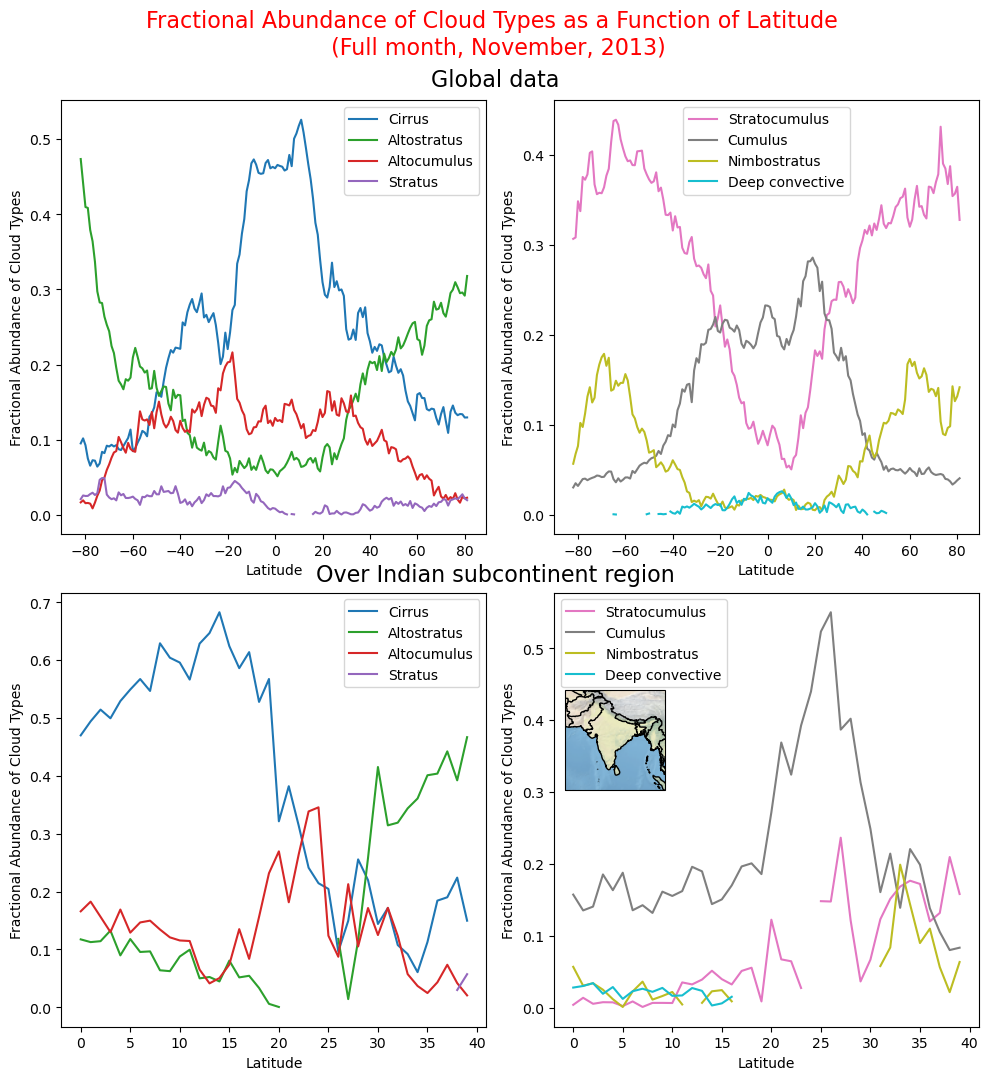 Fractional Abundance of Cloud Types as a Function of Latitude
(Full month, November, 2013)
Global data
Fractional Abundance of Cloud Types
0.5
0.4
0.3
0.2
0.1
0.0
Cirrus
Altostratus
Altocumulus
Stratus
−80 −60 −40 −20 0 20 40 60 80
Latitude
Fractional Abundance of Cloud Types
0.4
0.3
0.2
0.1
0.0
Stratocumulus
Cumulus
Nimbostratus
Deep convective
−80 −60 −40 −20 0 20 40 60 80
Latitude
Over Indian subcontinent region
Fractional Abundance of Cloud Types
0.7
0.6
0.5
0.4
0.3
0.2
0.1
0.0
Cirrus
Altostratus
Altocumulus
Stratus
0 5 10 15 20 25 30 35 40
Latitude
Fractional Abundance of Cloud Types
0.5
0.4
0.3
0.2
0.1
0.0
Stratocumulus
Cumulus
Nimbostratus
Deep convective
0 5 10 15 20 25 30 35 40
Latitude